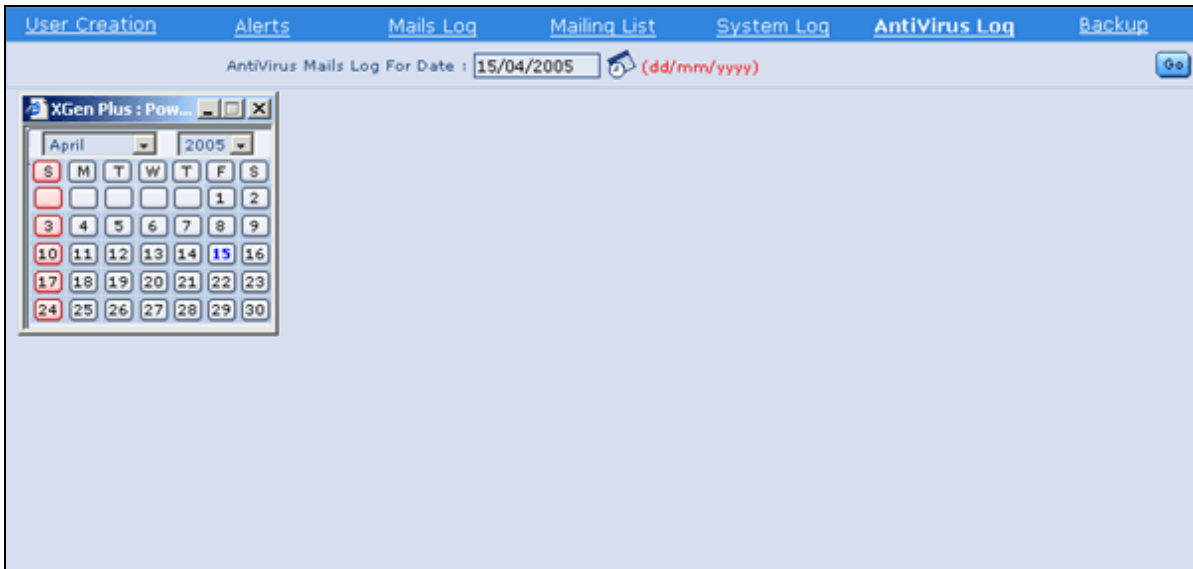 User Creation Alerts Mails Log Mailing List System Log AntiVirus Log Backup
AntiVirus Mails Log For Date : 15/04/2005 (dd/mm/yyyy) Go
XGen Plus : Pow...
April 2005
S M T W T F S
1 2
3 4 5 6 7 8 9
10 11 12 13 14 15 16
17 18 19 20 21 22 23
24 25 26 27 28 29 30